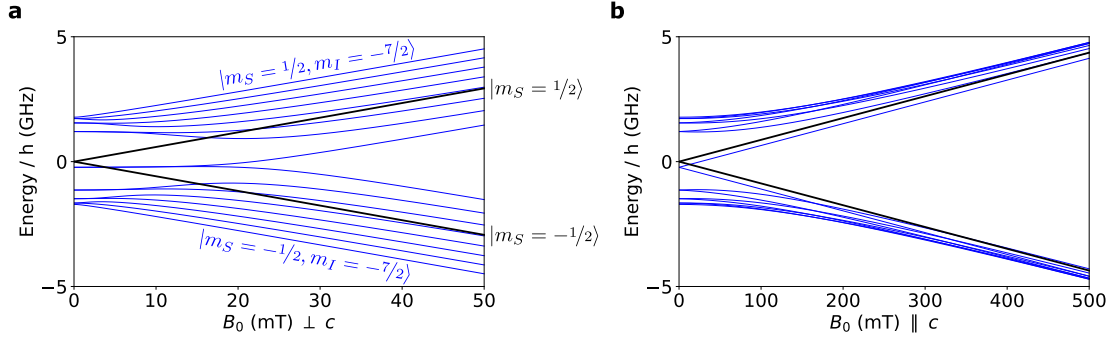 a
5
0
−5
Energy / h (GHz)
0
10
20
30
40
50
B₀ (mT) ⊥ c
|m_S = 1/2, m_I = −7/2⟩
|m_S = −1/2, m_I = −7/2⟩
|m_S = 1/2⟩
|m_S = −1/2⟩
b
5
0
−5
Energy / h (GHz)
0
100
200
300
400
500
B₀ (mT) ∥ c